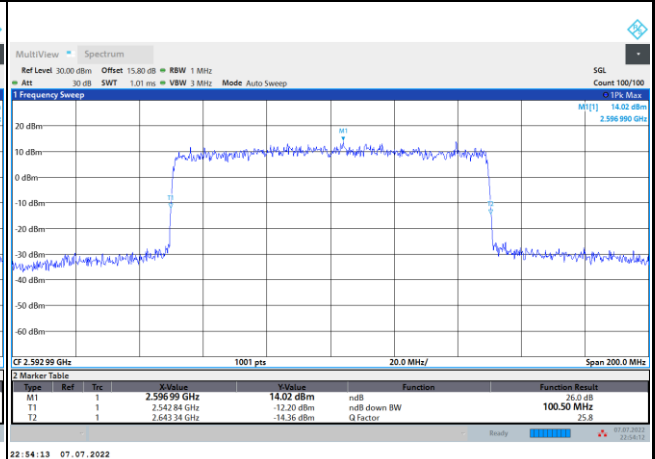 MultiView Spectrum
Ref Level 30.00 dBm Offset 15.80 dB RBW 1 MHz SGL
Att 30 dB SWT 1.01 ms VBW 3 MHz Mode Auto Sweep Count 100/100
1 Frequency Sweep 1Pk Max
M1[1] 14.02 dBm
2.596 990 GHz
20 dBm
M1
10 dBm
0 dBm
-10 dBm
-20 dBm
-30 dBm
-40 dBm
-50 dBm
-60 dBm
CF 2.592 99 GHz 1001 pts 20.0 MHz/ Span 200.0 MHz
2 Marker Table
Type Ref Trc X-Value Y-Value Function Function Result
M1 1 2.596 99 GHz 14.02 dBm ndB 26.0 dB
T1 1 2.542 84 GHz -12.20 dBm ndB down BW 100.50 MHz
T2 1 2.643 34 GHz -14.36 dBm Q Factor 25.8
Ready 07.07.2022
22:54:12
22:54:13 07.07.2022